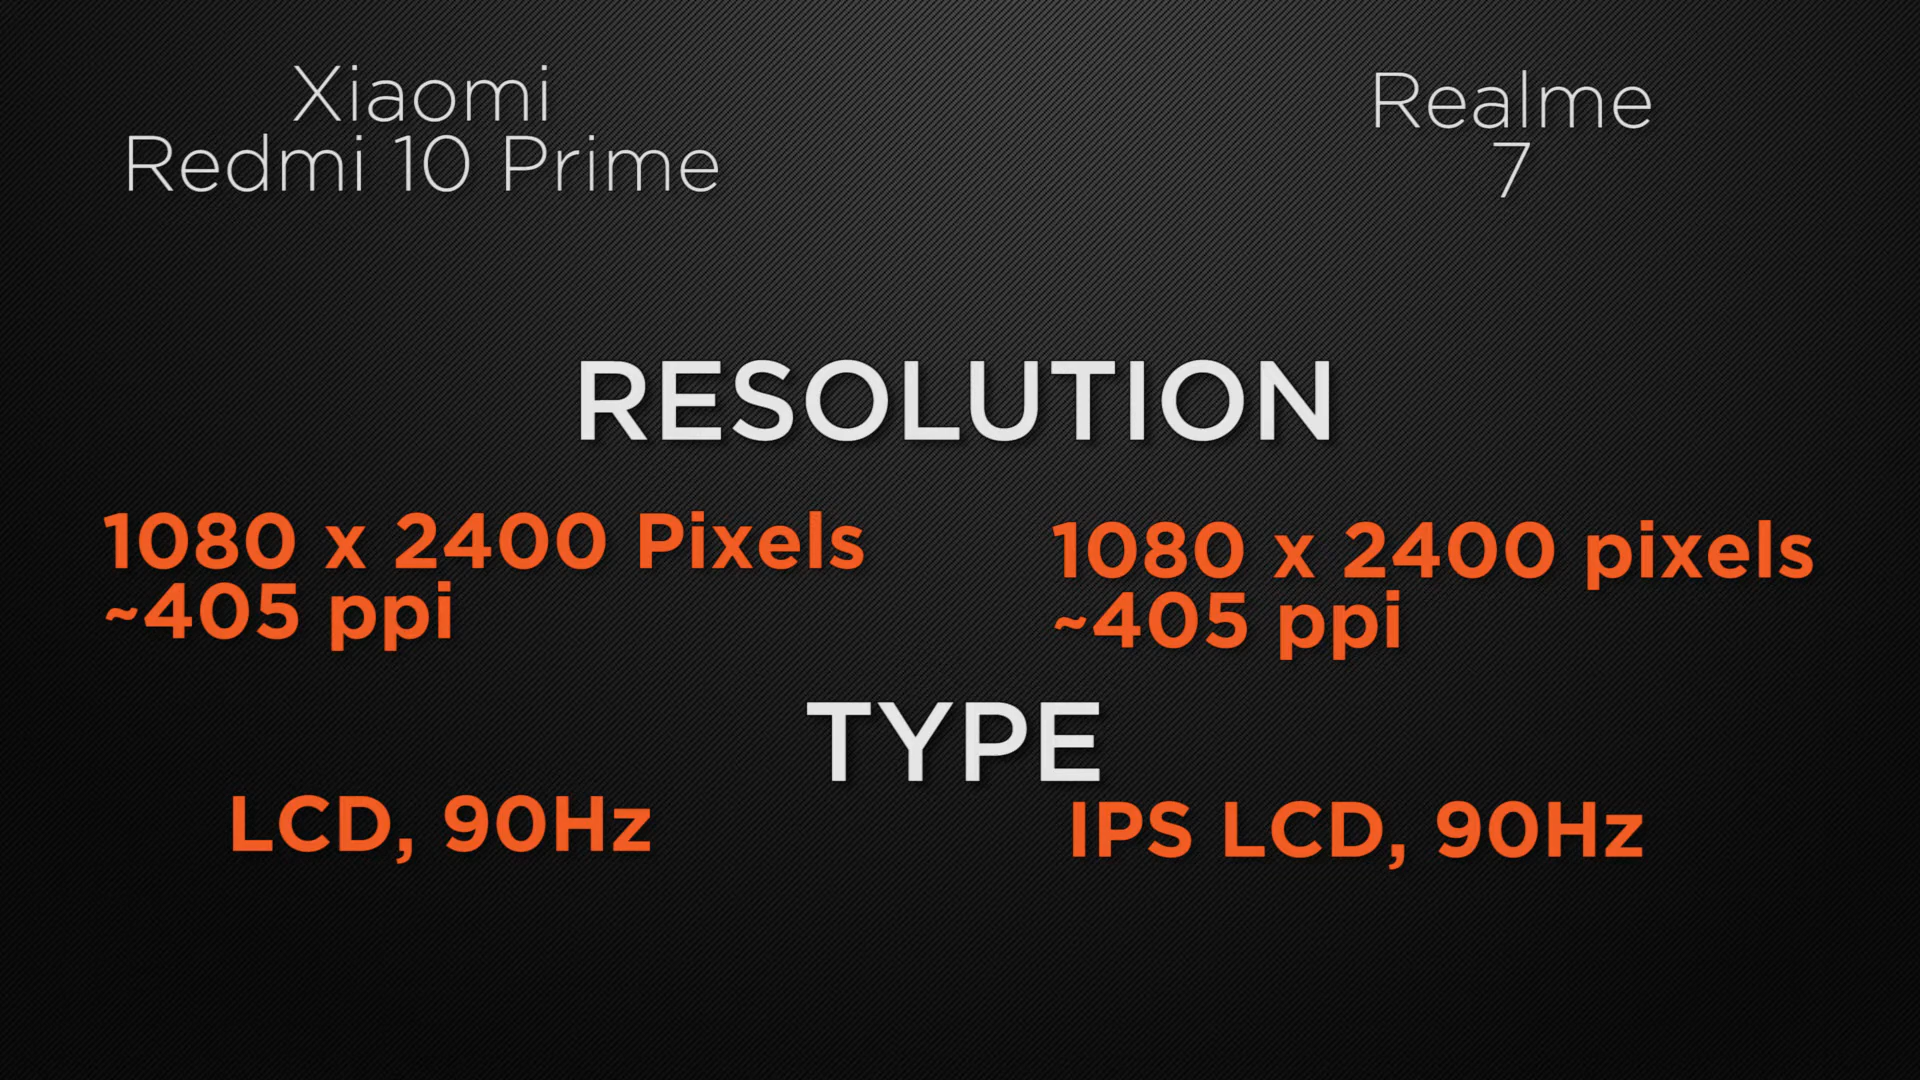 Xiaomi
Redmi 10 Prime
Realme
7
RESOLUTION
1080 x 2400 Pixels
~405 ppi
1080 x 2400 pixels
~405 ppi
TYPE
LCD, 90Hz
IPS LCD, 90Hz